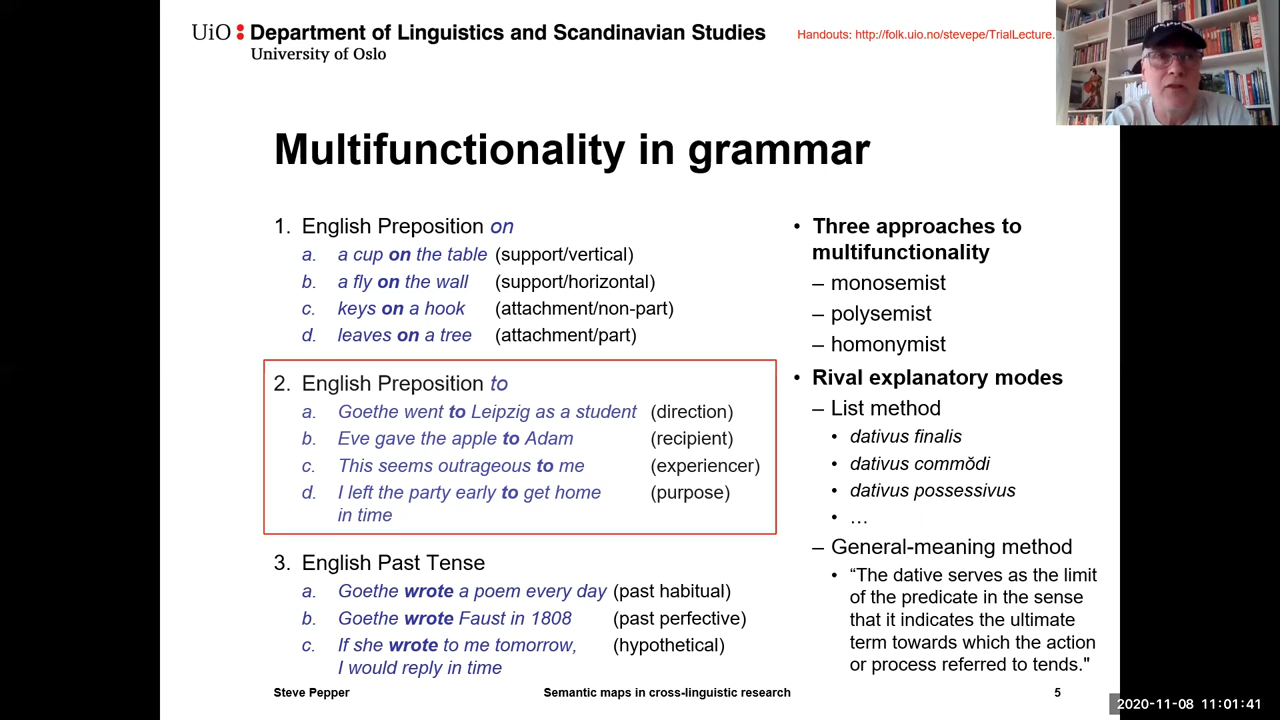 UiO : Department of Linguistics and Scandinavian Studies
University of Oslo
Handouts: http://folk.uio.no/stevepe/TrialLecture.
Multifunctionality in grammar
1. English Preposition on
a. a cup on the table (support/vertical)
b. a fly on the wall (support/horizontal)
c. keys on a hook (attachment/non-part)
d. leaves on a tree (attachment/part)
2. English Preposition to
a. Goethe went to Leipzig as a student (direction)
b. Eve gave the apple to Adam (recipient)
c. This seems outrageous to me (experiencer)
d. I left the party early to get home (purpose)
in time
3. English Past Tense
a. Goethe wrote a poem every day (past habitual)
b. Goethe wrote Faust in 1808 (past perfective)
c. If she wrote to me tomorrow, (hypothetical)
I would reply in time
• Three approaches to
multifunctionality
– monosemist
– polysemist
– homonymist
• Rival explanatory modes
– List method
• dativus finalis
• dativus commŏdi
• dativus possessivus
• …
– General-meaning method
• “The dative serves as the limit
of the predicate in the sense
that it indicates the ultimate
term towards which the action
or process referred to tends."
Steve Pepper
Semantic maps in cross-linguistic research
5
2020-11-08 11:01:41